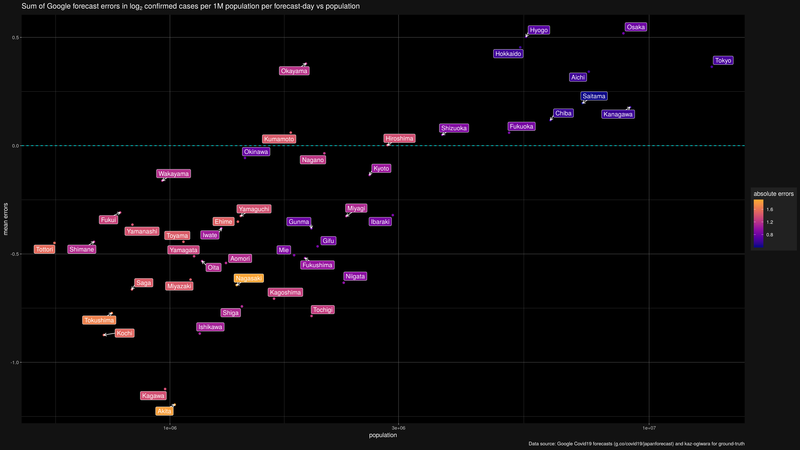 Sum of Google forecast errors in log₂ confirmed cases per 1M population per forecast-day vs population
Osaka
Hyogo
Hokkaido
Tokyo
Okayama
Aichi
Saitama
Chiba
Kanagawa
Shizuoka
Fukuoka
Kumamoto
Hiroshima
Okinawa
Nagano
Kyoto
Wakayama
Yamaguchi
Miyagi
Fukui
Ehime
Gunma
Ibaraki
Yamanashi
Toyama
Iwate
Gifu
Tottori
Shimane
Yamagata
Mie
Aomori
Oita
Fukushima
Nagasaki
Niigata
Saga
Miyazaki
Kagoshima
Shiga
Tochigi
Tokushima
Ishikawa
Kochi
Kagawa
Akita
0.5
0.0
-0.5
-1.0
mean errors
1e+06
3e+06
1e+07
population
absolute errors
1.6
1.2
0.8
Data source: Google Covid19 forecasts (g.co/covid19/japanforecast) and kaz-ogiwara for ground-truth